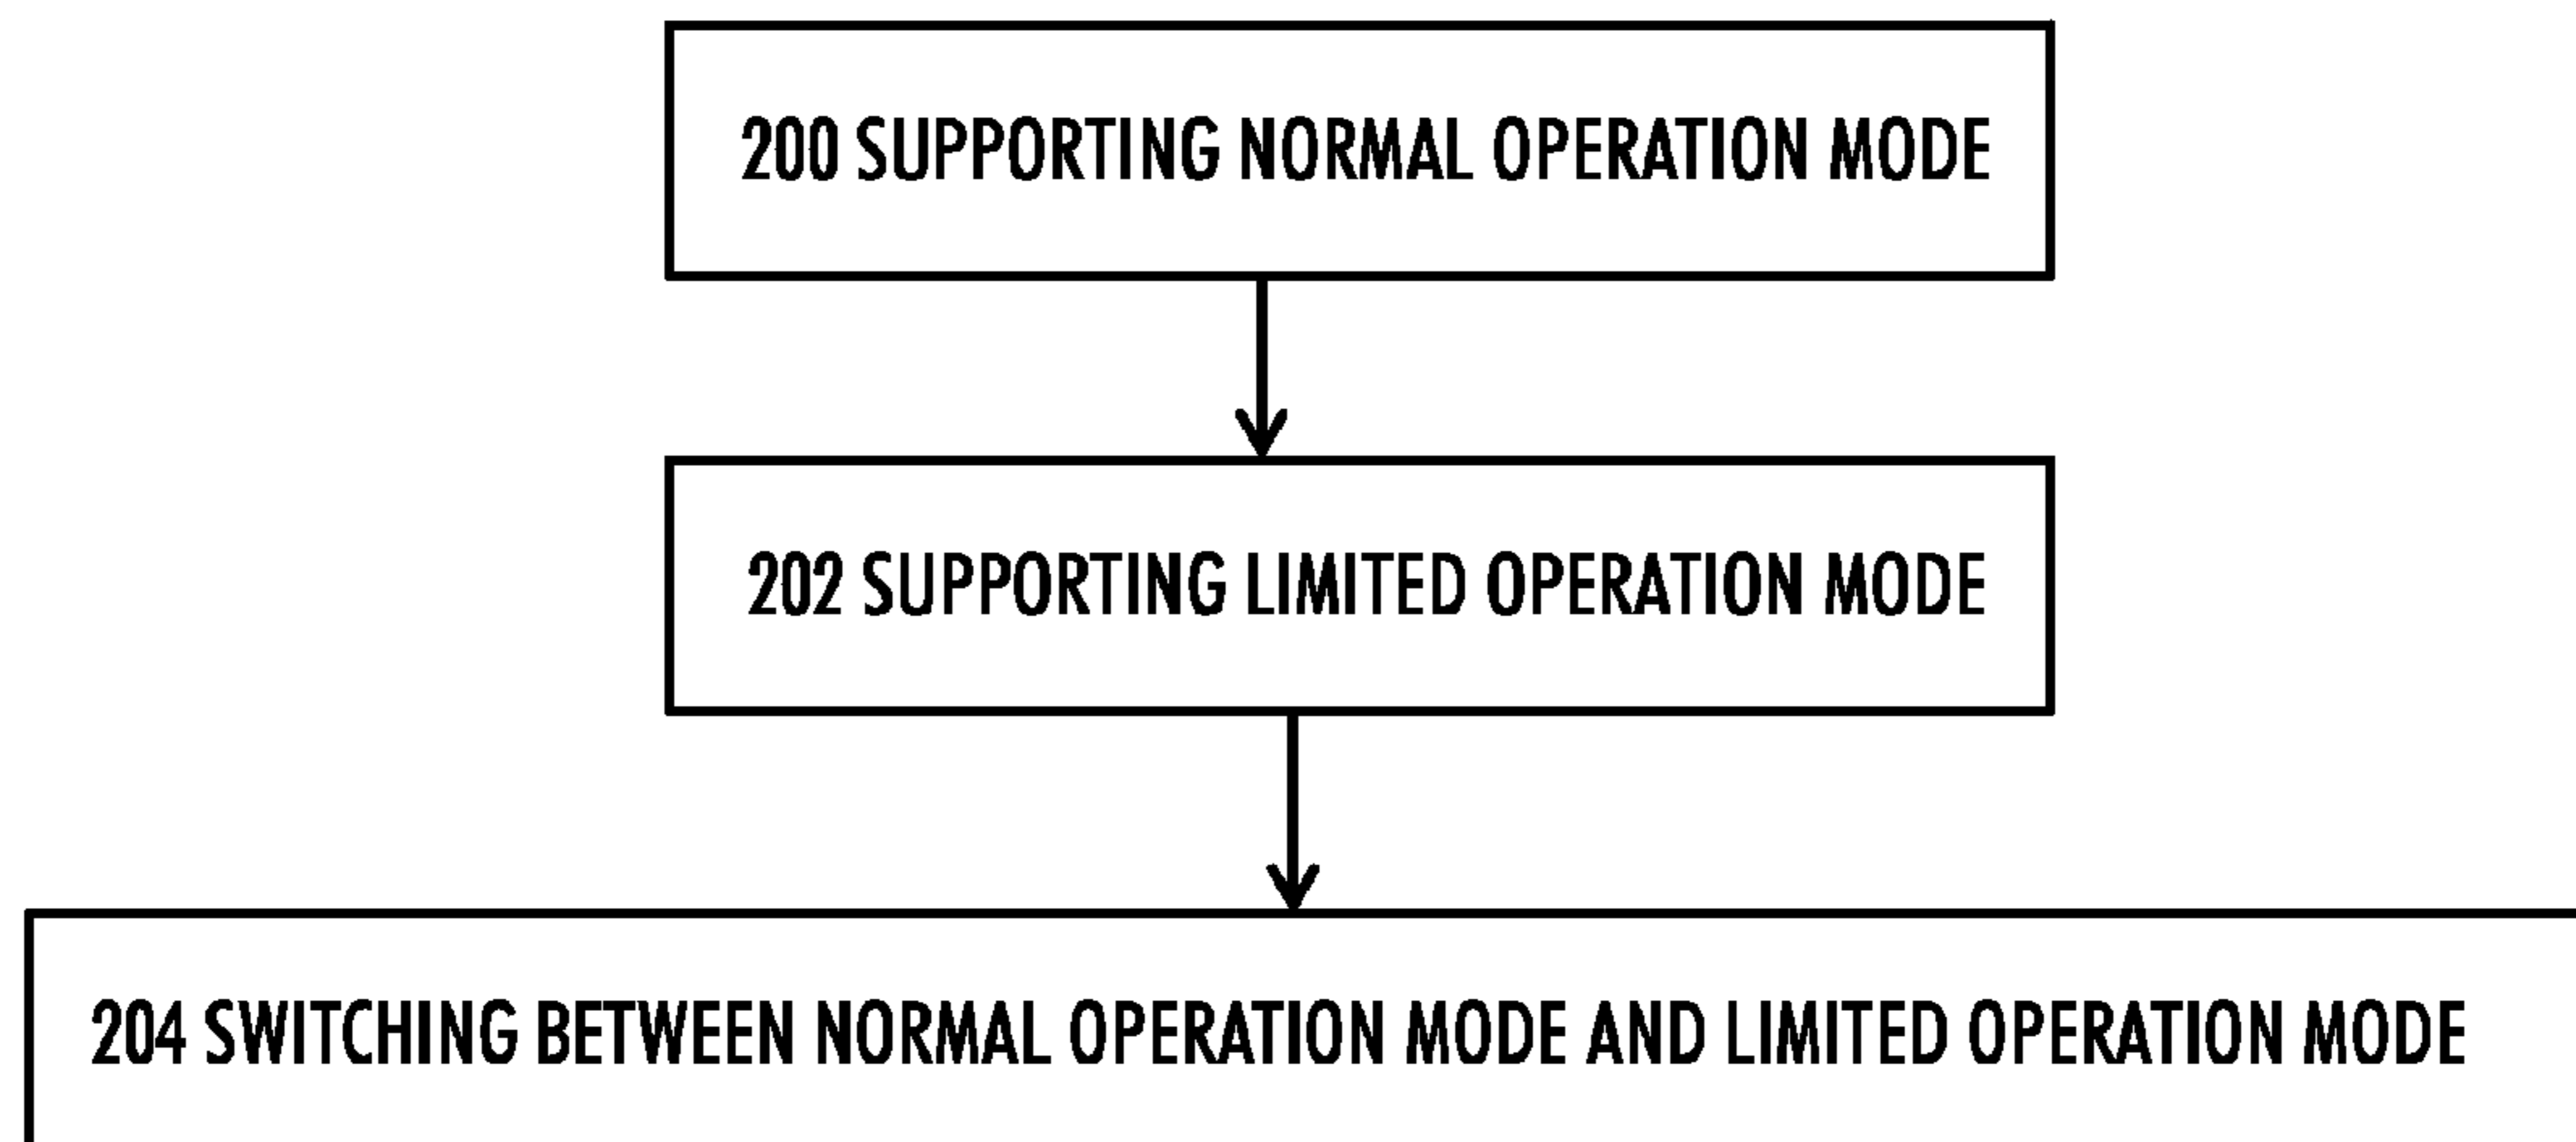 200 SUPPORTING NORMAL OPERATION MODE
202 SUPPORTING LIMITED OPERATION MODE
204 SWITCHING BETWEEN NORMAL OPERATION MODE AND LIMITED OPERATION MODE